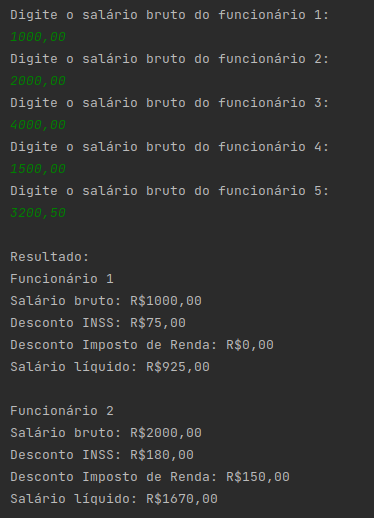 Digite o salário bruto do funcionário 1:
1000,00
Digite o salário bruto do funcionário 2:
2000,00
Digite o salário bruto do funcionário 3:
4000,00
Digite o salário bruto do funcionário 4:
1500,00
Digite o salário bruto do funcionário 5:
3200,50
Resultado:
Funcionário 1
Salário bruto: R$1000,00
Desconto INSS: R$75,00
Desconto Imposto de Renda: R$0,00
Salário líquido: R$925,00
Funcionário 2
Salário bruto: R$2000,00
Desconto INSS: R$180,00
Desconto Imposto de Renda: R$150,00
Salário líquido: R$1670,00